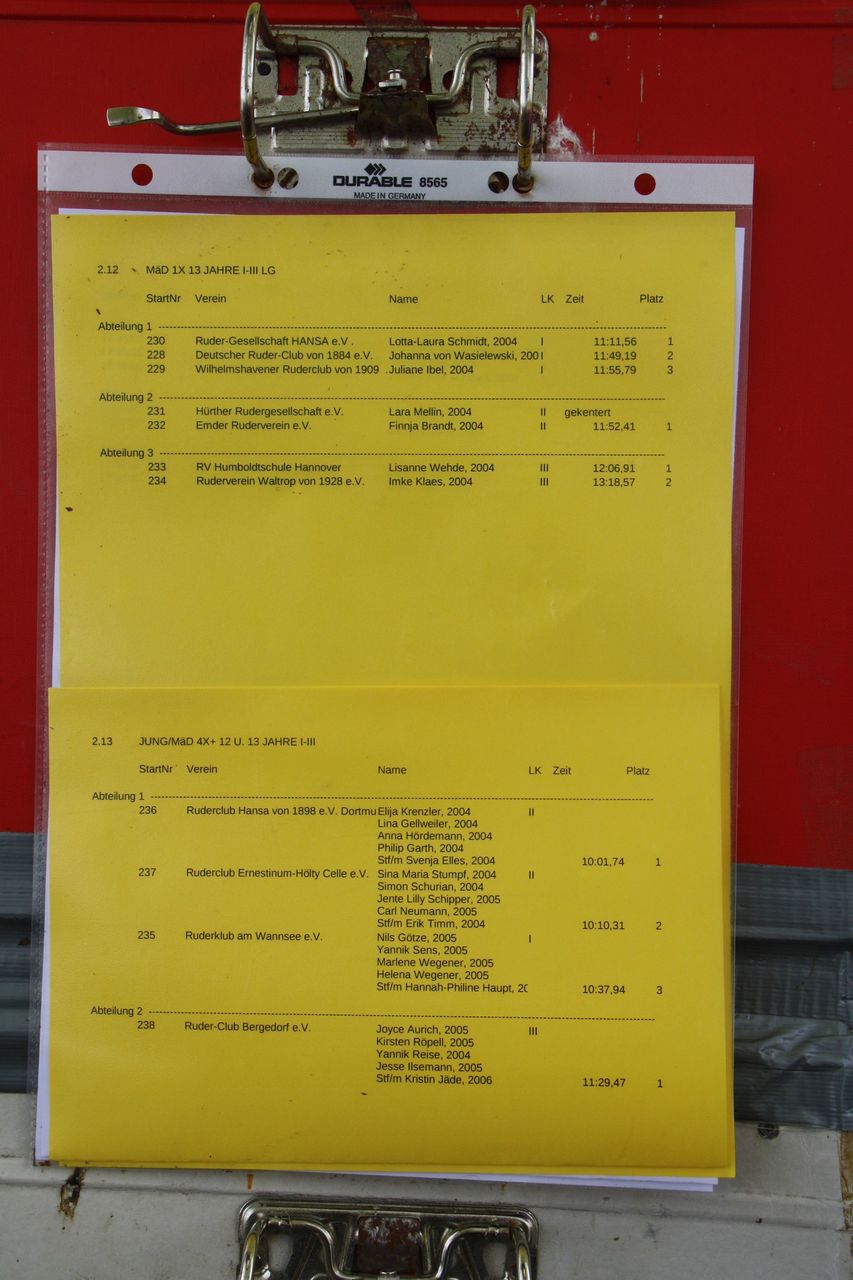 DURABLE 8565
MADE IN GERMANY
2.12 MäD 1X 13 JAHRE I-III LG
StartNr Verein Name LK Zeit Platz
Abteilung 1 ------------------------------------------------------------
230 Ruder-Gesellschaft HANSA e.V . Lotta-Laura Schmidt, 2004 I 11:11,56 1
228 Deutscher Ruder-Club von 1884 e.V. Johanna von Wasielewski, 200 I 11:49,19 2
229 Wilhelmshavener Ruderclub von 1909 . Juliane Ibel, 2004 I 11:55,79 3
Abteilung 2 ------------------------------------------------------------
231 Hürther Rudergesellschaft e.V. Lara Mellin, 2004 II gekentert
232 Emder Ruderverein e.V. Finnja Brandt, 2004 II 11:52,41 1
Abteilung 3 ------------------------------------------------------------
233 RV Humboldtschule Hannover Lisanne Wehde, 2004 III 12:06,91 1
234 Ruderverein Waltrop von 1928 e.V. Imke Klaes, 2004 III 13:18,57 2
2.13 JUNG/MäD 4X+ 12 U. 13 JAHRE I-III
StartNr Verein Name LK Zeit Platz
Abteilung 1 ------------------------------------------------------------
236 Ruderclub Hansa von 1898 e.V. Dortmu Elija Krenzler, 2004 II
Lina Gellweiler, 2004
Anna Hördemann, 2004
Philip Garth, 2004
Stf/m Svenja Elles, 2004 10:01,74 1
237 Ruderclub Ernestinum-Hölty Celle e.V. Sina Maria Stumpf, 2004 II
Simon Schurian, 2004
Jente Lilly Schipper, 2005
Carl Neumann, 2005
Stf/m Erik Timm, 2004 10:10,31 2
235 Ruderklub am Wannsee e.V. Nils Götze, 2005 I
Yannik Sens, 2005
Marlene Wegener, 2005
Helena Wegener, 2005
Stf/m Hannah-Philine Haupt, 20 10:37,94 3
Abteilung 2 ------------------------------------------------------------
238 Ruder-Club Bergedorf e.V. Joyce Aurich, 2005 III
Kirsten Röpell, 2005
Yannik Reise, 2004
Jesse Ilsemann, 2005
Stf/m Kristin Jäde, 2006 11:29,47 1